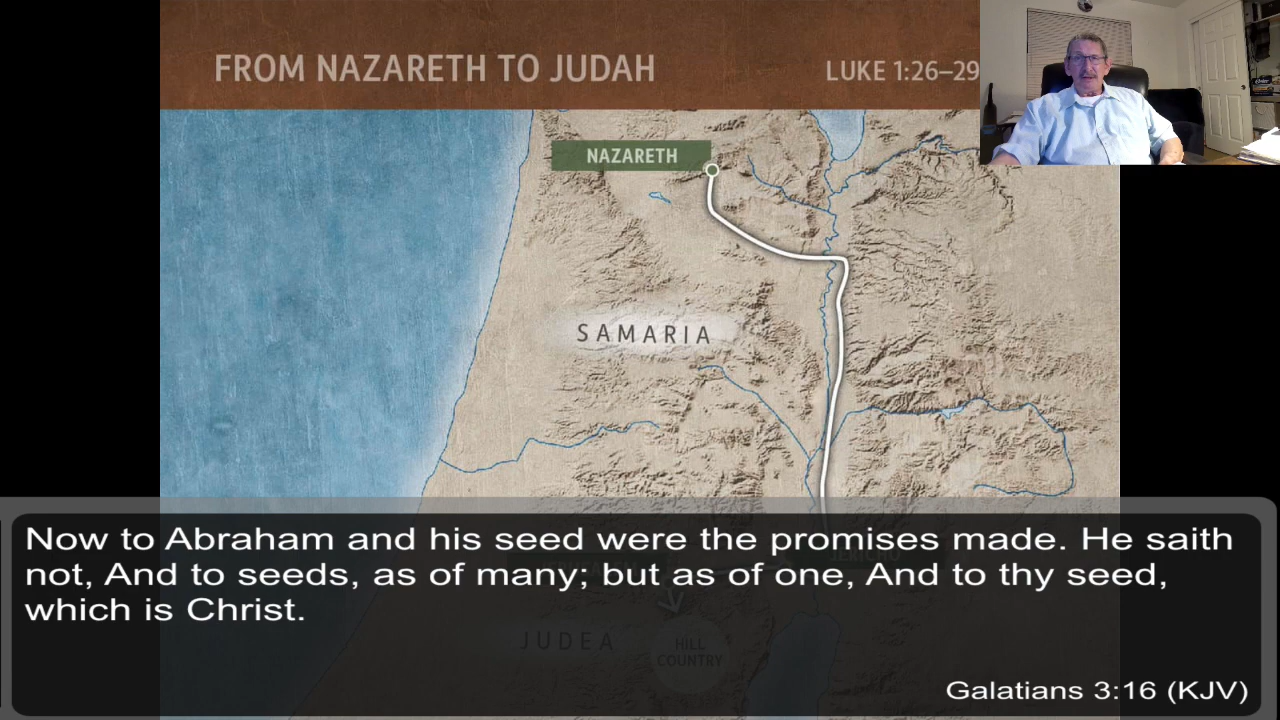 FROM NAZARETH TO JUDAH
LUKE 1:26–29
NAZARETH
SAMARIA
Now to Abraham and his seed were the promises made. He saith
not, And to seeds, as of many; but as of one, And to thy seed,
which is Christ.
JERICHO
JUDEA
HILL
COUNTRY
Galatians 3:16 (KJV)